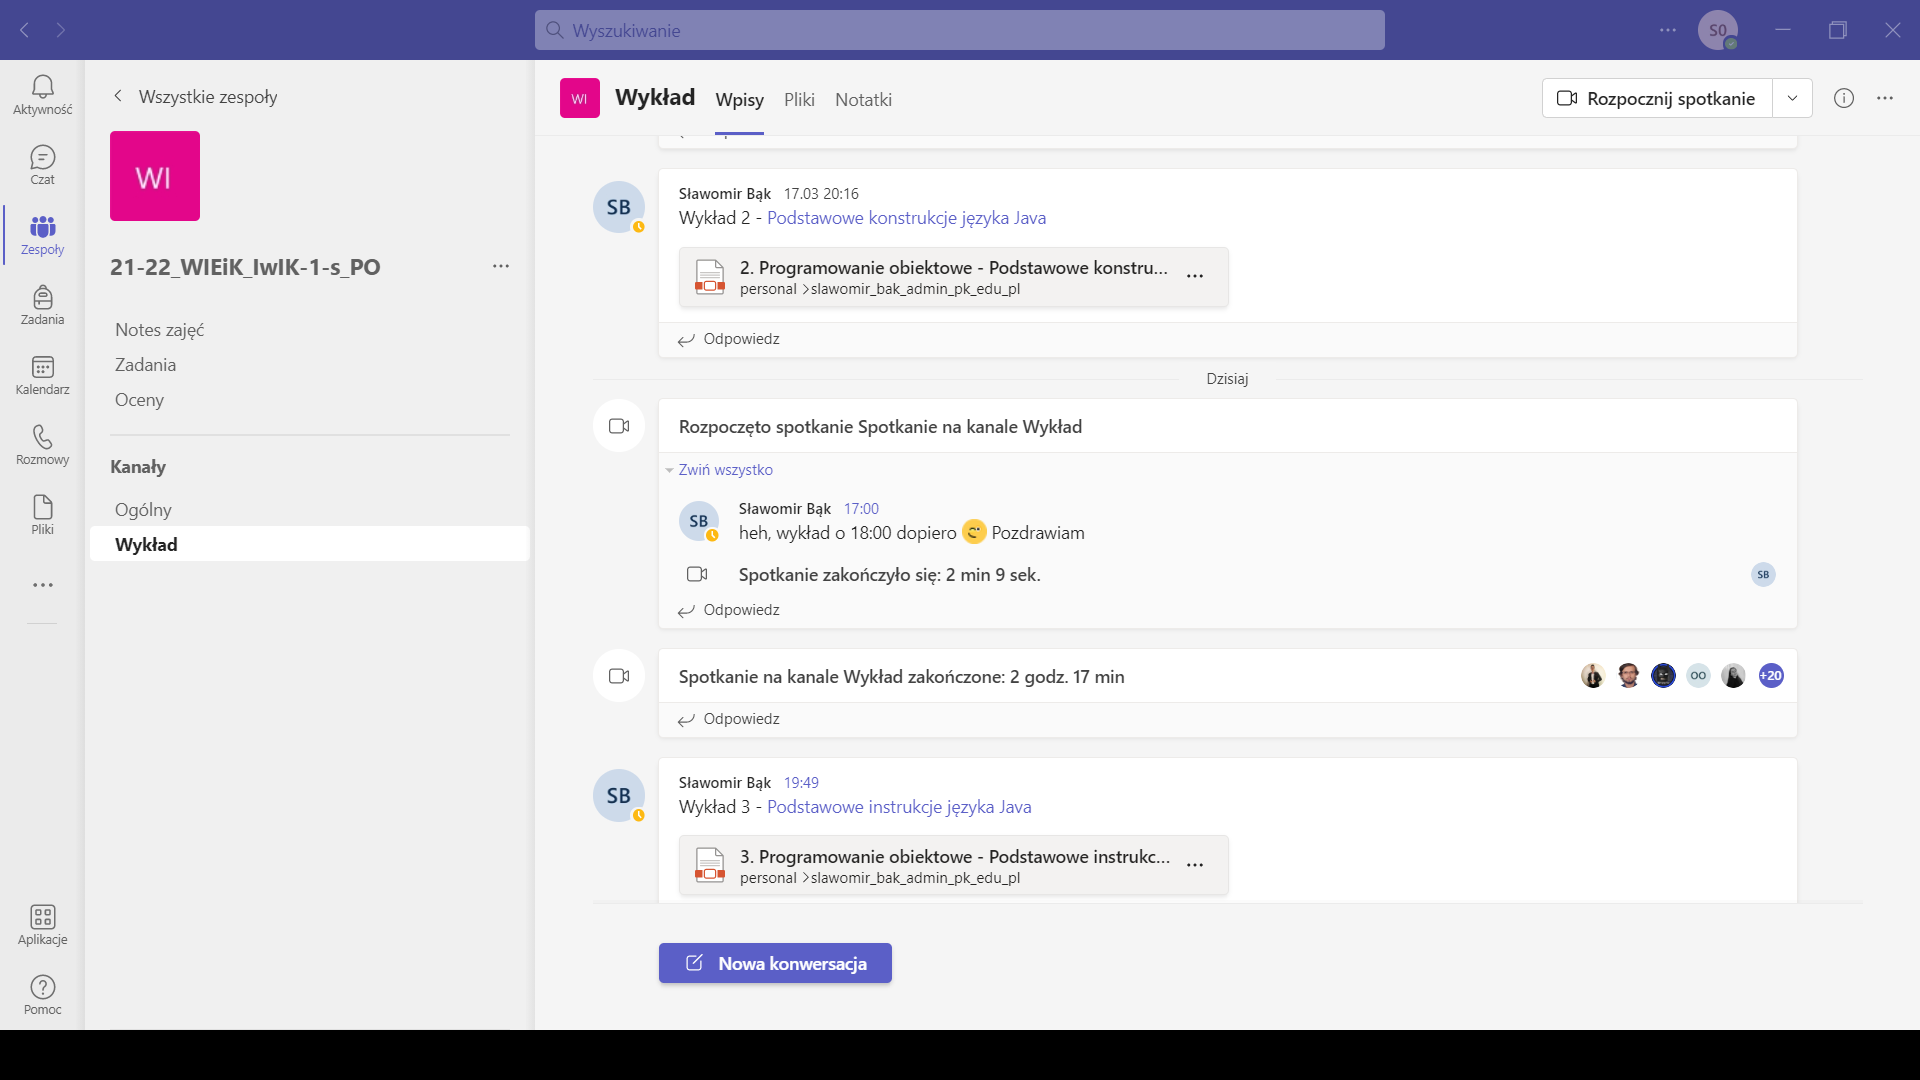 Wyszukiwanie
S0
Aktywność
Czat
Zespoły
Zadania
Kalendarz
Rozmowy
Pliki
Aplikacje
Pomoc
Wszystkie zespoły
WI
21-22_WIEiK_IwIK-1-s_PO
Notes zajęć
Zadania
Oceny
Kanały
Ogólny
Wykład
WI
Wykład Wpisy Pliki Notatki
Rozpocznij spotkanie
SB
Sławomir Bąk 17.03 20:16
Wykład 2 - Podstawowe konstrukcje języka Java
2. Programowanie obiektowe - Podstawowe konstru...
personal >slawomir_bak_admin_pk_edu_pl
Odpowiedz
Dzisiaj
Rozpoczęto spotkanie Spotkanie na kanale Wykład
Zwiń wszystko
SB
Sławomir Bąk 17:00
heh, wykład o 18:00 dopiero Pozdrawiam
Spotkanie zakończyło się: 2 min 9 sek.
SB
Odpowiedz
Spotkanie na kanale Wykład zakończone: 2 godz. 17 min
OO
+20
Odpowiedz
SB
Sławomir Bąk 19:49
Wykład 3 - Podstawowe instrukcje języka Java
3. Programowanie obiektowe - Podstawowe instrukc...
personal >slawomir_bak_admin_pk_edu_pl
Nowa konwersacja